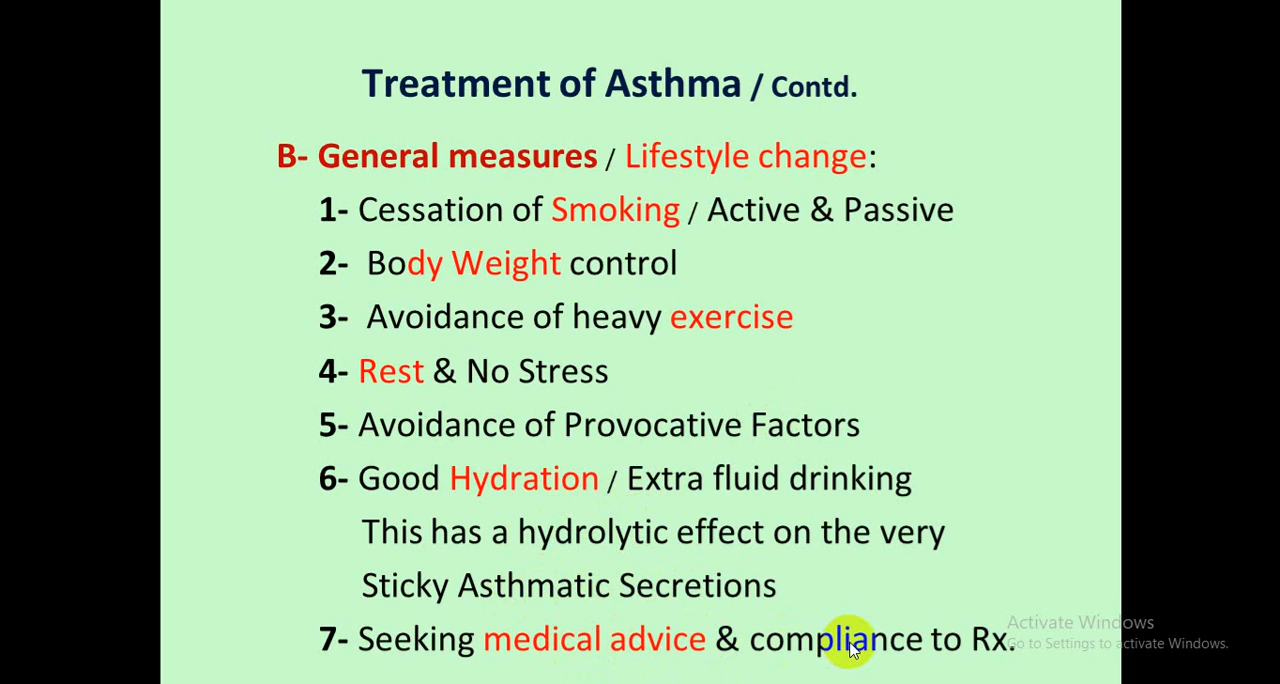 Treatment of Asthma / Contd.
B- General measures / Lifestyle change:
1- Cessation of Smoking / Active & Passive
2- Body Weight control
3- Avoidance of heavy exercise
4- Rest & No Stress
5- Avoidance of Provocative Factors
6- Good Hydration / Extra fluid drinking
This has a hydrolytic effect on the very
Sticky Asthmatic Secretions
7- Seeking medical advice & compliance to Rx.
Activate Windows
Go to Settings to activate Windows.